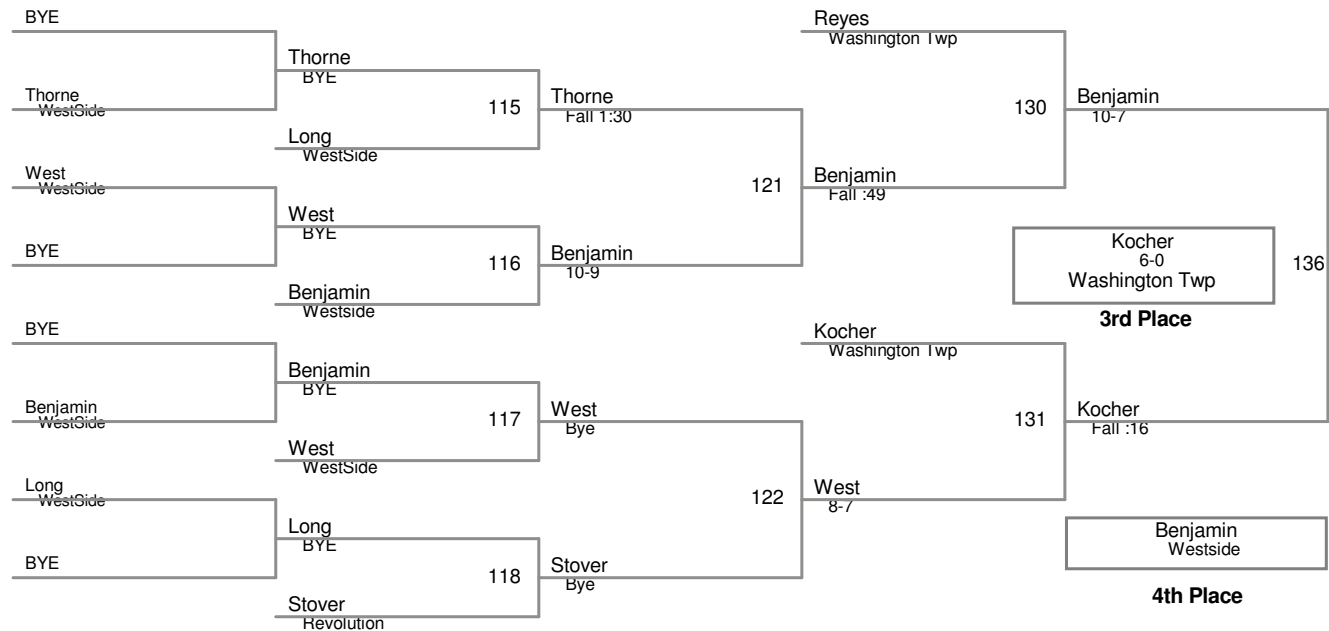 BYE
Thorne
WestSide
West
WestSide
BYE
BYE
Benjamin
WestSide
Long
WestSide
BYE
Thorne
BYE
115
Long
WestSide
West
BYE
116
Benjamin
Westside
Benjamin
BYE
117
West
WestSide
Long
BYE
118
Stover
Revolution
Thorne
Fall 1:30
121
Benjamin
10-9
West
Bye
122
Stover
Bye
Reyes
Washington Twp
130
Benjamin
Fall :49
Kocher
Washington Twp
131
West
8-7
Benjamin
10-7
136
Kocher
Fall :16
Kocher
6-0
Washington Twp
3rd Place
Benjamin
Westside
4th Place